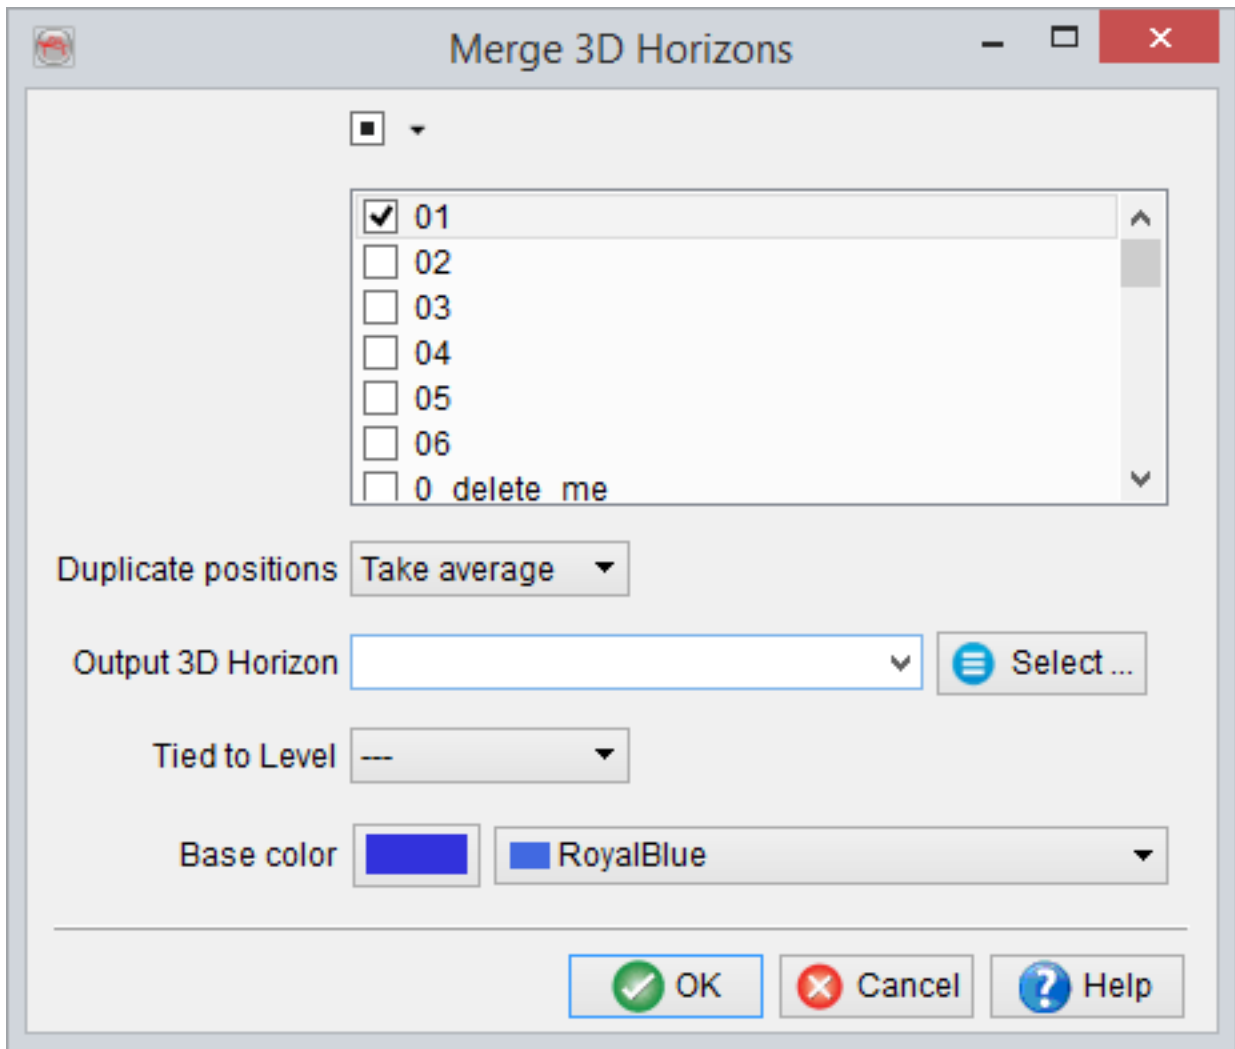 Merge 3D Horizons
01
02
03
04
05
06
0_delete_me
Duplicate positions Take average
Output 3D Horizon Select ...
Tied to Level ---
Base color RoyalBlue
OK Cancel Help